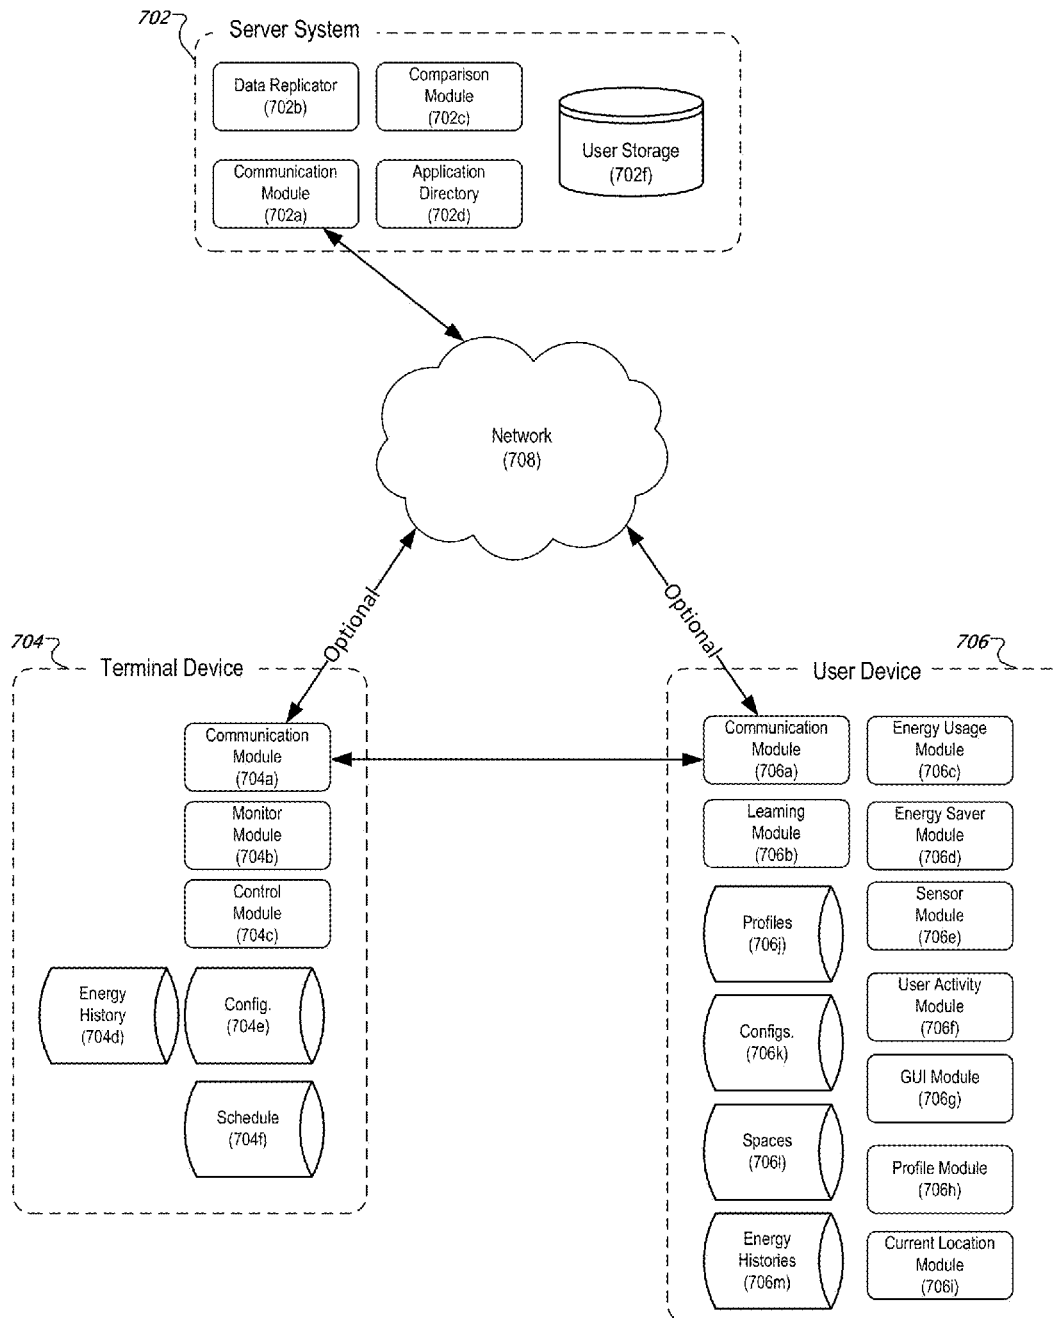 702
Server System
Data Replicator
(702b)
Comparison
Module
(702c)
User Storage
(702f)
Communication
Module
(702a)
Application
Directory
(702d)
Network
(708)
Optional
Optional
704
Terminal Device
Communication
Module
(704a)
Monitor
Module
(704b)
Control
Module
(704c)
Energy
History
(704d)
Config.
(704e)
Schedule
(704f)
706
User Device
Communication
Module
(706a)
Energy Usage
Module
(706c)
Learning
Module
(706b)
Energy Saver
Module
(706d)
Profiles
(706j)
Sensor
Module
(706e)
Configs.
(706k)
User Activity
Module
(706f)
GUI Module
(706g)
Spaces
(706l)
Profile Module
(706h)
Energy
Histories
(706m)
Current Location
Module
(706i)